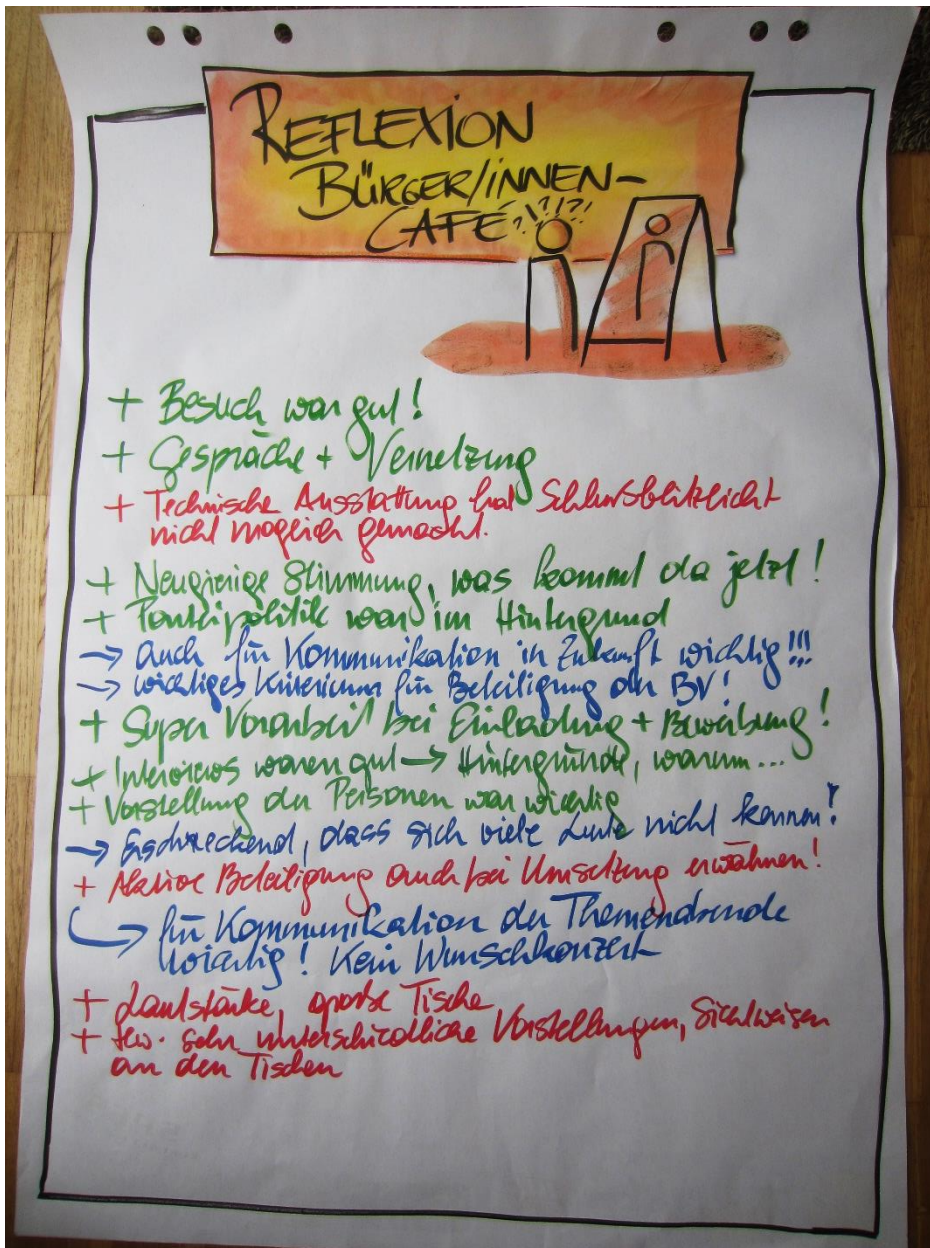 REFLEXION
BÜRGER/INNEN-
CAFÉ ?!?!?!
+ Besuch war gut!
+ Gespräche + Vernetzung
+ Technische Ausstattung hat Schlussblitzlicht
nicht möglich gemacht.
+ Neugierige Stimmung, was kommt da jetzt!
+ Parteipolitik war im Hintergrund
→ Auch für Kommunikation in Zukunft wichtig!!!
→ wichtiges Kriterium für Beteiligung der BV!
+ Super Vorarbeit bei Einladung + Bewerbung!
+ Interviews waren gut → Hintergründe, warum...
+ Vorstellung der Personen war wichtig
→ Erschreckend, dass sich viele Leute nicht kennen!
+ Aktive Beteiligung auch bei Umsetzung erwähnen!
→ für Kommunikation der Themenabende
wichtig! Kein Wunschkonzert
+ Lautstärke, große Tische
+ tw. sehr unterschiedliche Vorstellungen, Sichtweisen
an den Tischen